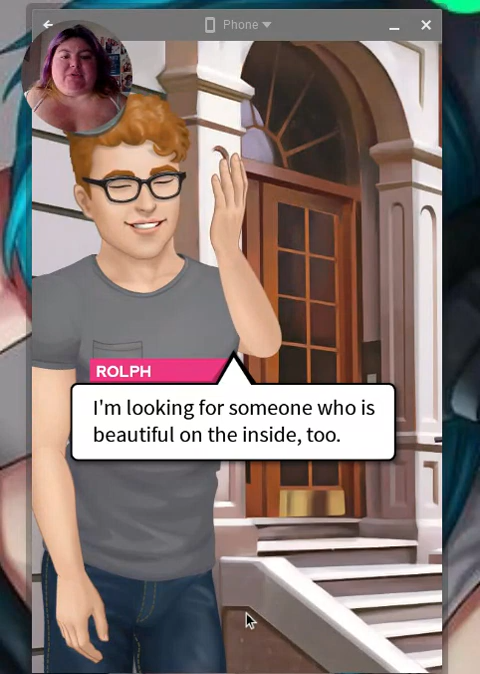 Phone
ROLPH
I'm looking for someone who is
beautiful on the inside, too.